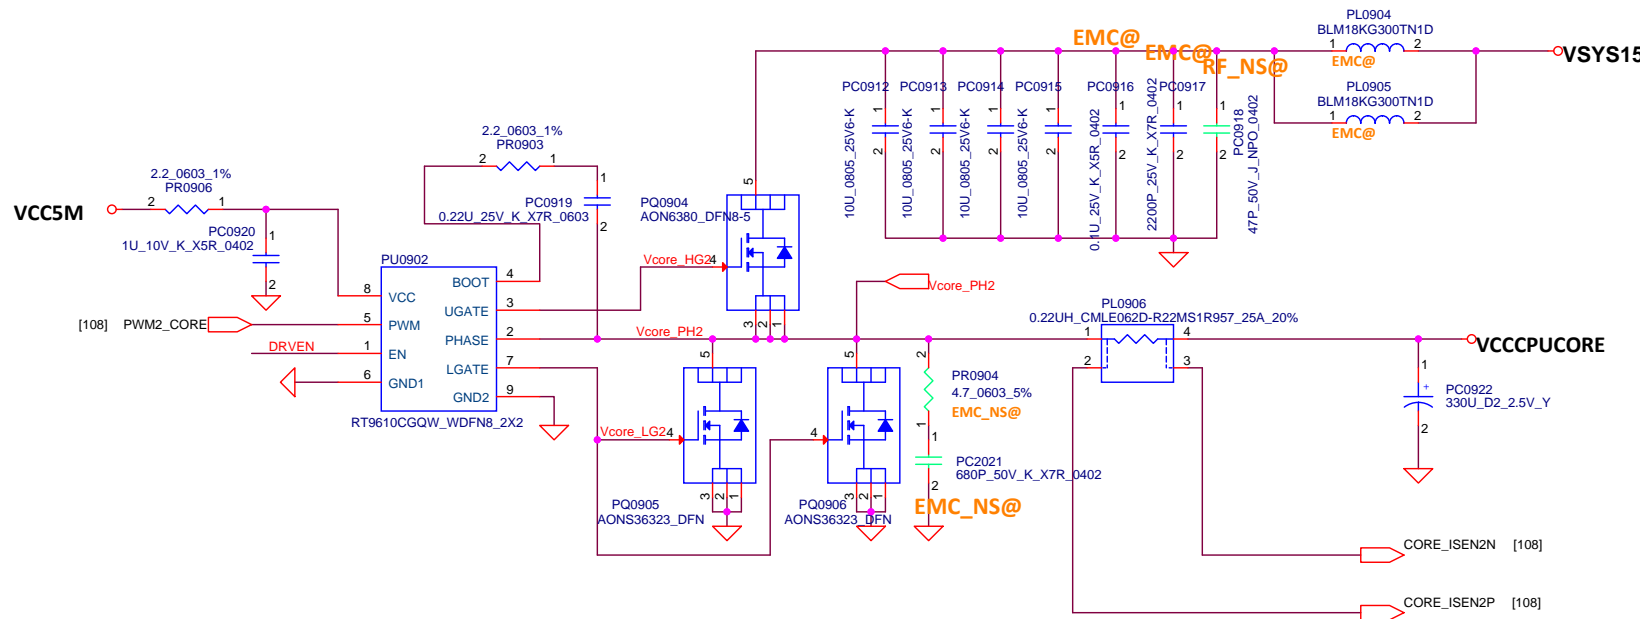 PL0904
BLM18KG300TN1D
1
2
EMC@
VSYS15
PL0905
BLM18KG300TN1D
1
2
EMC@
EMC@
EMC@
RF_NS@
PC0912
PC0913
PC0914
PC0915
PC0916
PC0917
PC0918
1
1
1
1
1
1
1
2
2
2
2
2
2
2
10U_0805_25V6-K
10U_0805_25V6-K
10U_0805_25V6-K
10U_0805_25V6-K
0.1U_25V_K_X5R_0402
2200P_25V_K_X7R_0402
47P_50V_J_NPO_0402
2.2_0603_1%
PR0903
2
1
2.2_0603_1%
PR0906
2
1
VCC5M
PC0920
1U_10V_K_X5R_0402
1
2
PC0919
0.22U_25V_K_X7R_0603
1
2
PQ0904
AON6380_DFN8-5
5
4
3
2
1
Vcore_HG2
PU0902
8
VCC
BOOT
4
UGATE
3
5
PWM
PHASE
2
1
EN
LGATE
7
6
GND1
GND2
9
RT9610CGQW_WDFN8_2X2
[108]
PWM2_CORE
DRVEN
Vcore_PH2
Vcore_PH2
Vcore_LG2
4
5
3
2
1
PQ0905
AONS36323_DFN
4
5
3
2
1
PQ0906
AONS36323_DFN
2
PR0904
4.7_0603_5%
EMC_NS@
1
1
PC2021
680P_50V_K_X7R_0402
2
EMC_NS@
PL0906
0.22UH_CMLE062D-R22MS1R957_25A_20%
1
4
2
3
VCCCPUCORE
1
+
PC0922
330U_D2_2.5V_Y
2
CORE_ISEN2N
[108]
CORE_ISEN2P
[108]